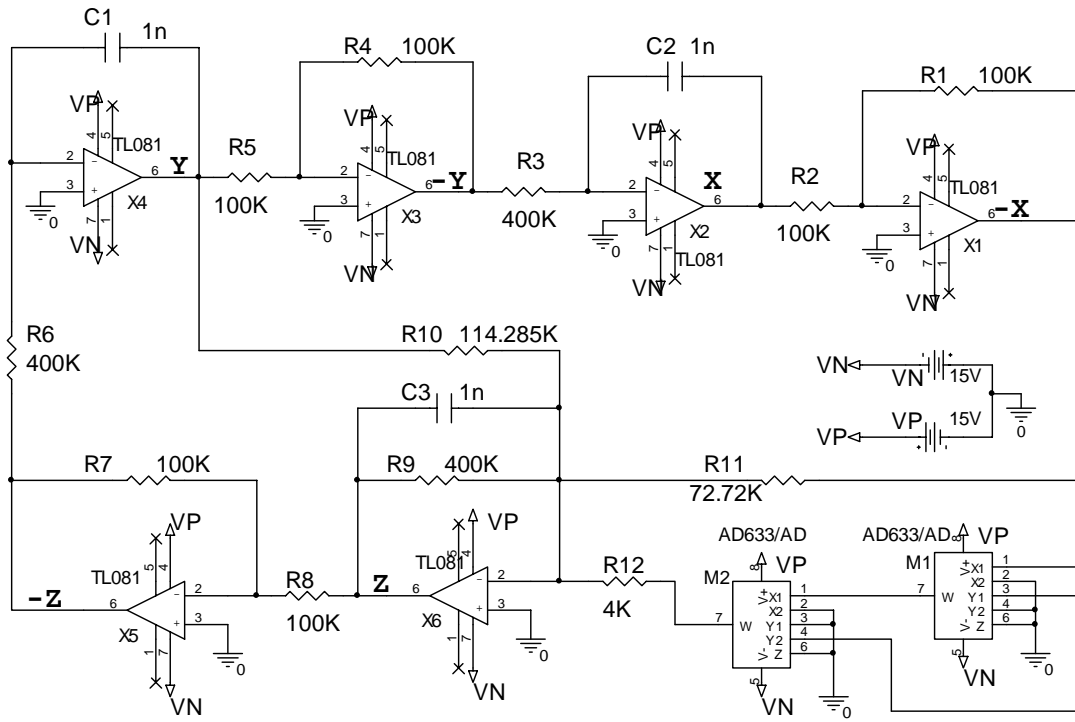 C1
1n
VP
4
5
TL081
2
3
6
Y
X4
7
1
0
VN
R5
100K
R4
100K
VP
4
5
TL081
2
3
6
-Y
X3
7
1
0
VN
R3
400K
C2
1n
VP
4
5
2
3
6
X
X2
7
1
TL081
0
VN
R2
100K
R1
100K
VP
4
5
TL081
2
3
6
-X
X1
7
1
0
VN
R6
400K
R10
114.285K
C3
1n
VN
VN
15V
VP
VP
15V
0
R7
100K
R9
400K
R11
72.72K
VP
5
4
TL081
2
3
6
-Z
X5
1
7
0
VN
R8
100K
VP
5
4
TL081
2
3
6
Z
X6
1
7
0
VN
R12
4K
AD633/AD
8
VP
M2
V+
X1
1
X2
2
7
W
Y1
3
Y2
4
V-
Z
6
5
VN
0
AD633/AD
8
VP
M1
V+
X1
1
X2
2
7
W
Y1
3
Y2
4
V-
Z
6
5
VN
0